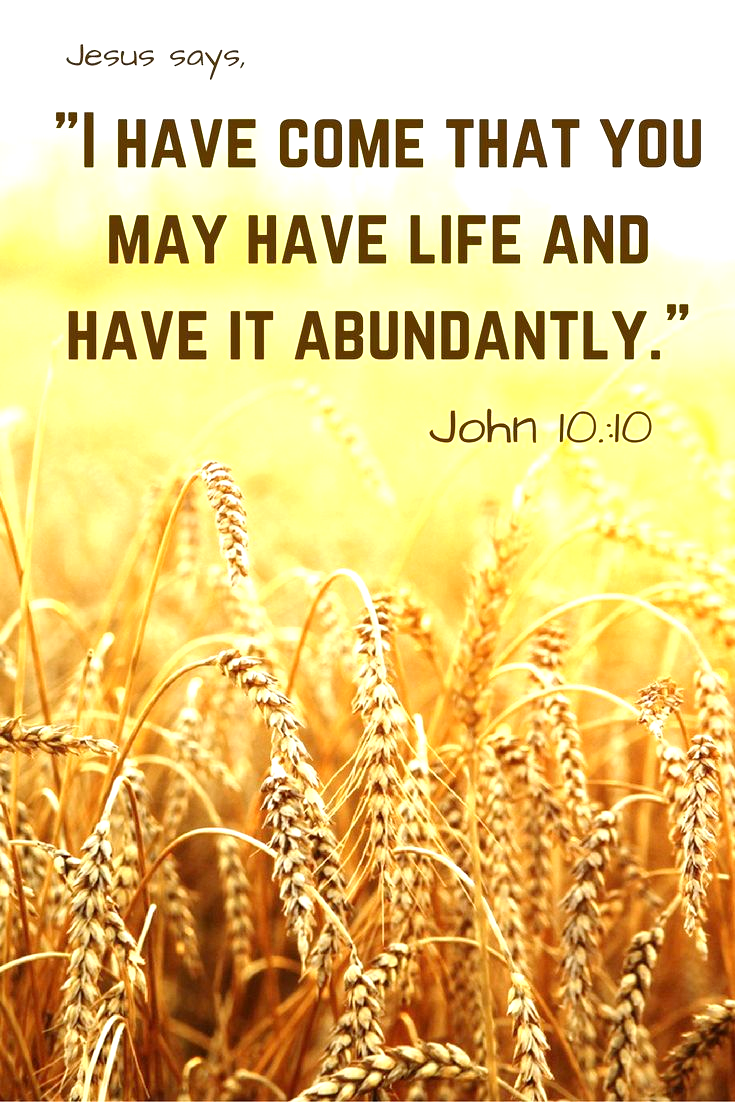 Jesus says,
"I HAVE COME THAT YOU
MAY HAVE LIFE AND
HAVE IT ABUNDANTLY."
John 10.:10